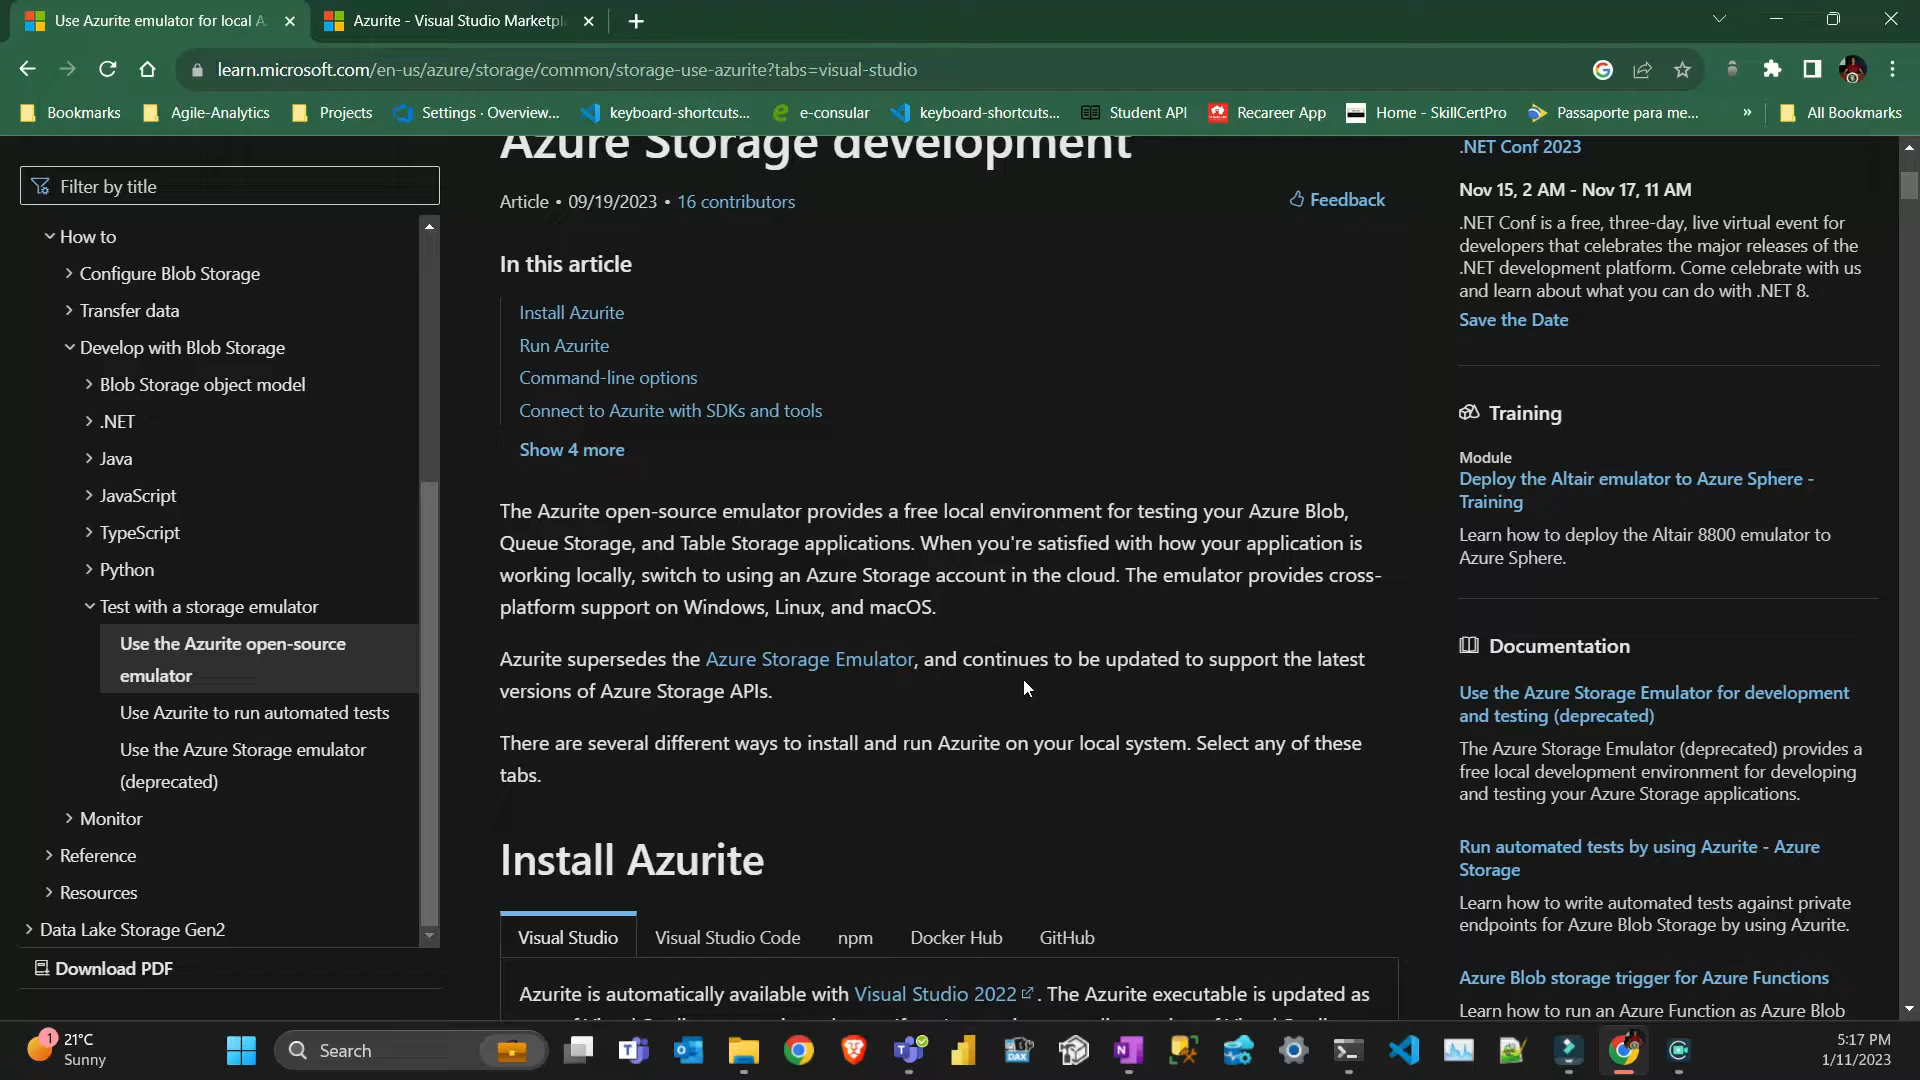 Use Azurite emulator for local A
Azurite - Visual Studio Marketpl
learn.microsoft.com/en-us/azure/storage/common/storage-use-azurite?tabs=visual-studio
Bookmarks
Agile-Analytics
Projects
Settings · Overview...
keyboard-shortcuts...
e-consular
keyboard-shortcuts...
Student API
Recareer App
Home - SkillCertPro
Passaporte para me...
»
All Bookmarks
Filter by title
How to
Configure Blob Storage
Transfer data
Develop with Blob Storage
Blob Storage object model
.NET
Java
JavaScript
TypeScript
Python
Test with a storage emulator
Use the Azurite open-source
emulator
Use Azurite to run automated tests
Use the Azure Storage emulator
(deprecated)
Monitor
Reference
Resources
Data Lake Storage Gen2
Download PDF
Azure Storage development
Article • 09/19/2023 • 16 contributors
Feedback
In this article
Install Azurite
Run Azurite
Command-line options
Connect to Azurite with SDKs and tools
Show 4 more
The Azurite open-source emulator provides a free local environment for testing your Azure Blob,
Queue Storage, and Table Storage applications. When you're satisfied with how your application is
working locally, switch to using an Azure Storage account in the cloud. The emulator provides cross-
platform support on Windows, Linux, and macOS.
Azurite supersedes the Azure Storage Emulator, and continues to be updated to support the latest
versions of Azure Storage APIs.
There are several different ways to install and run Azurite on your local system. Select any of these
tabs.
Install Azurite
Visual Studio
Visual Studio Code
npm
Docker Hub
GitHub
Azurite is automatically available with Visual Studio 2022. The Azurite executable is updated as
.NET Conf 2023
Nov 15, 2 AM - Nov 17, 11 AM
.NET Conf is a free, three-day, live virtual event for
developers that celebrates the major releases of the
.NET development platform. Come celebrate with us
and learn about what you can do with .NET 8.
Save the Date
Training
Module
Deploy the Altair emulator to Azure Sphere -
Training
Learn how to deploy the Altair 8800 emulator to
Azure Sphere.
Documentation
Use the Azure Storage Emulator for development
and testing (deprecated)
The Azure Storage Emulator (deprecated) provides a
free local development environment for developing
and testing your Azure Storage applications.
Run automated tests by using Azurite - Azure
Storage
Learn how to write automated tests against private
endpoints for Azure Blob Storage by using Azurite.
Azure Blob storage trigger for Azure Functions
Learn how to run an Azure Function as Azure Blob
1
21°C
Sunny
Search
DAX
5:17 PM
1/11/2023